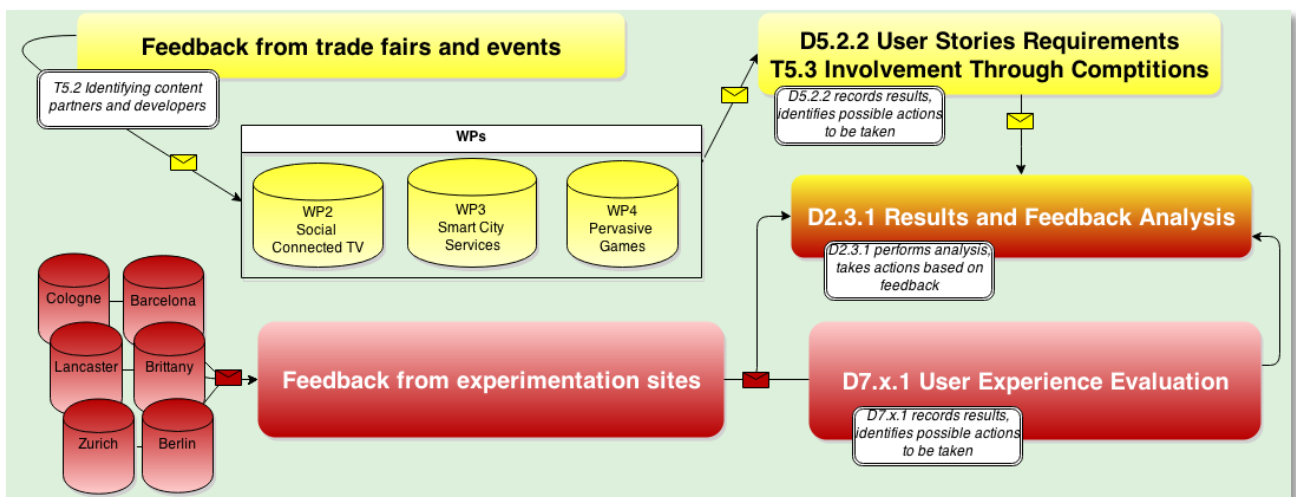 Feedback from trade fairs and events
T5.2 Identifying content
partners and developers
D5.2.2 User Stories Requirements
T5.3 Involvement Through Comptitions
D5.2.2 records results,
identifies possible actions
to be taken
WPs
WP2
Social
Connected TV
WP3
Smart City
Services
WP4
Pervasive
Games
D2.3.1 Results and Feedback Analysis
D2.3.1 performs analysis,
takes actions based on
feedback
Cologne
Barcelona
Lancaster
Brittany
Zurich
Berlin
Feedback from experimentation sites
D7.x.1 User Experience Evaluation
D7.x.1 records results,
identifies possible actions
to be taken